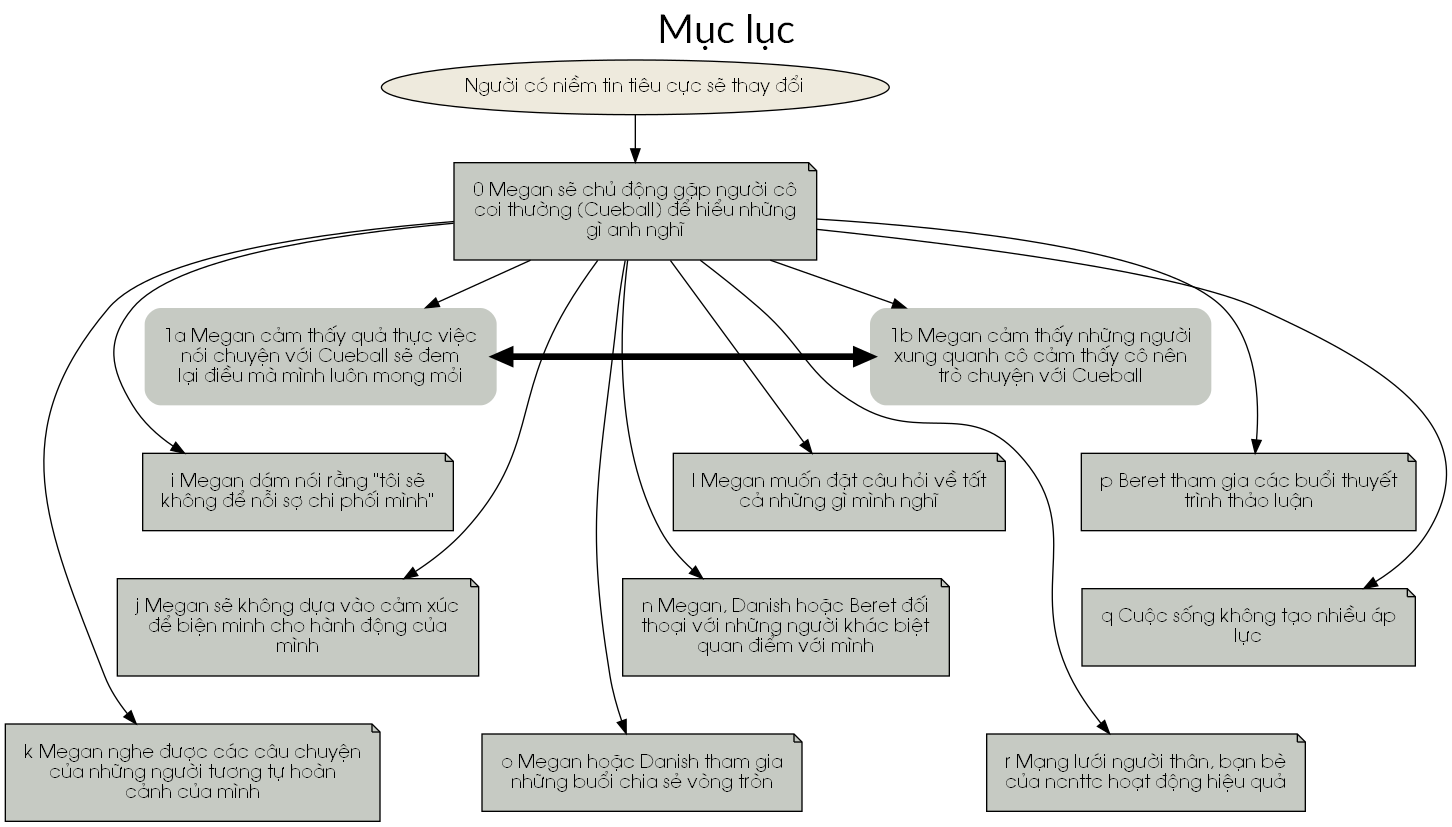 Mục lục
Người có niềm tin tiêu cực sẽ thay đổi
0 Megan sẽ chủ động gặp người cô
coi thường (Cueball) để hiểu những
gì anh nghĩ
1a Megan cảm thấy quả thực việc
nói chuyện với Cueball sẽ đem
lại điều mà mình luôn mong mỏi
1b Megan cảm thấy những người
xung quanh cô cảm thấy cô nên
trò chuyện với Cueball
i Megan dám nói rằng "tôi sẽ
không để nỗi sợ chi phối mình"
l Megan muốn đặt câu hỏi về tất
cả những gì mình nghĩ
p Beret tham gia các buổi thuyết
trình thảo luận
j Megan sẽ không dựa vào cảm xúc
để biện minh cho hành động của
mình
n Megan, Danish hoặc Beret đối
thoại với những người khác biệt
quan điểm với mình
q Cuộc sống không tạo nhiều áp
lực
k Megan nghe được các câu chuyện
của những người tương tự hoàn
cảnh của mình
o Megan hoặc Danish tham gia
những buổi chia sẻ vòng tròn
r Mạng lưới người thân, bạn bè
của ncnttc hoạt động hiệu quả